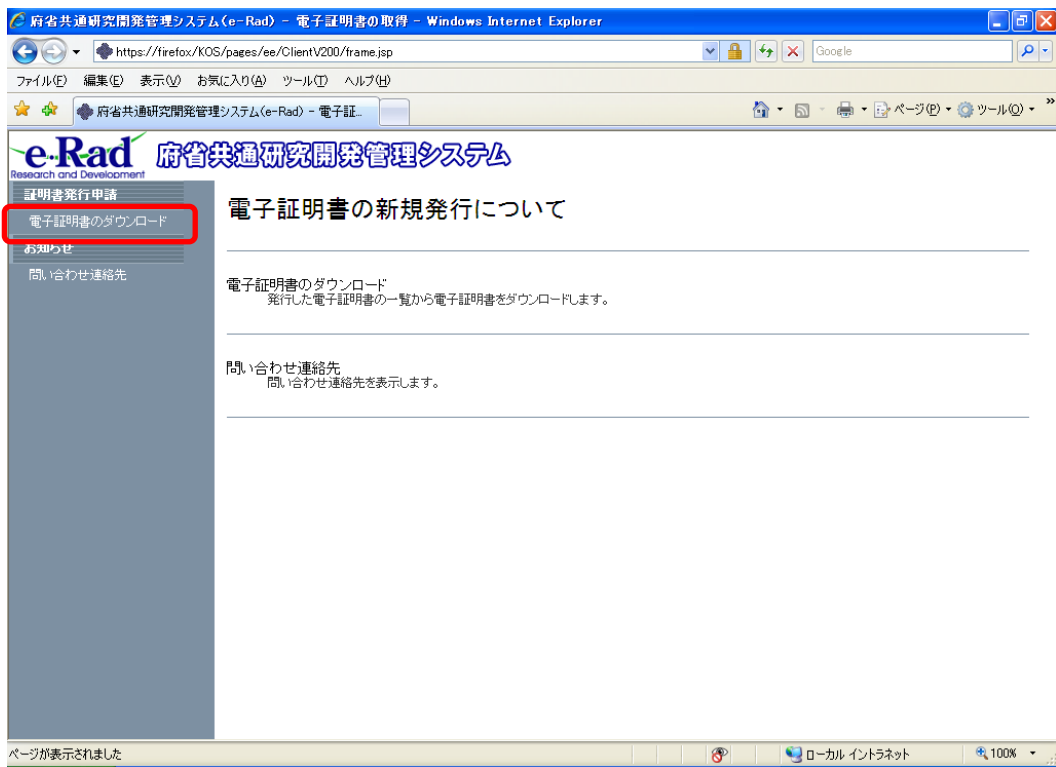 府省共通研究開発管理システム(e-Rad) - 電子証明書の取得 - Windows Internet Explorer
https://firefox/KOS/pages/ee/ClientV200/frame.jsp
Google
ファイル(F) 編集(E) 表示(V) お気に入り(A) ツール(T) ヘルプ(H)
府省共通研究開発管理システム(e-Rad) - 電子証... ページ(P) ツール(O) »
e-Rad 府省共通研究開発管理システム
Research and Development
証明書発行申請
電子証明書のダウンロード
お知らせ
問い合わせ連絡先
電子証明書の新規発行について
電子証明書のダウンロード
発行した電子証明書の一覧から電子証明書をダウンロードします。
問い合わせ連絡先
問い合わせ連絡先を表示します。
ページが表示されました ローカル イントラネット 100%